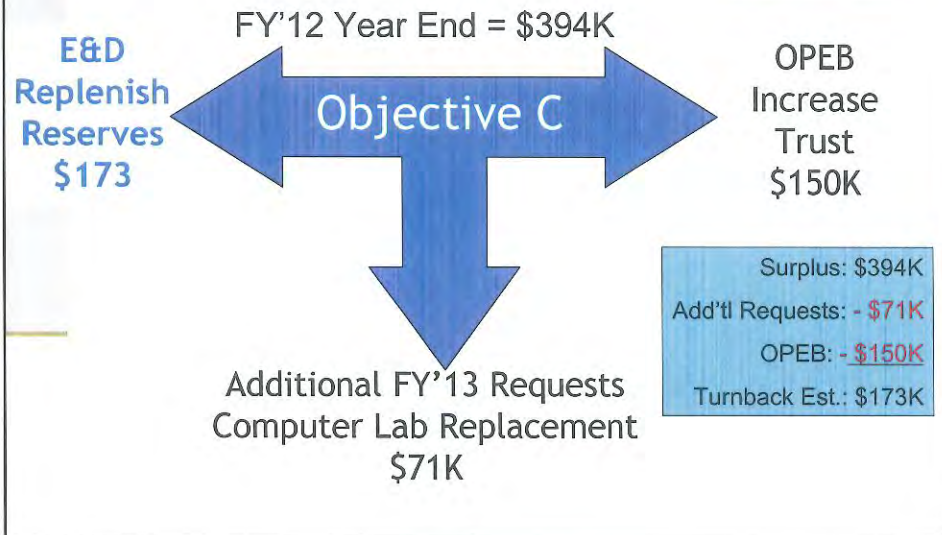 FY'12 Year End = $394K
E&D
Replenish
Reserves
$173
Objective C
OPEB
Increase
Trust
$150K
Surplus: $394K
Add'tl Requests: - $71K
OPEB: - $150K
Turnback Est.: $173K
Additional FY'13 Requests
Computer Lab Replacement
$71K